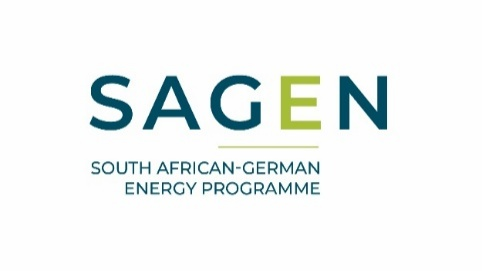 SAGEN
SOUTH AFRICAN-GERMAN
ENERGY PROGRAMME